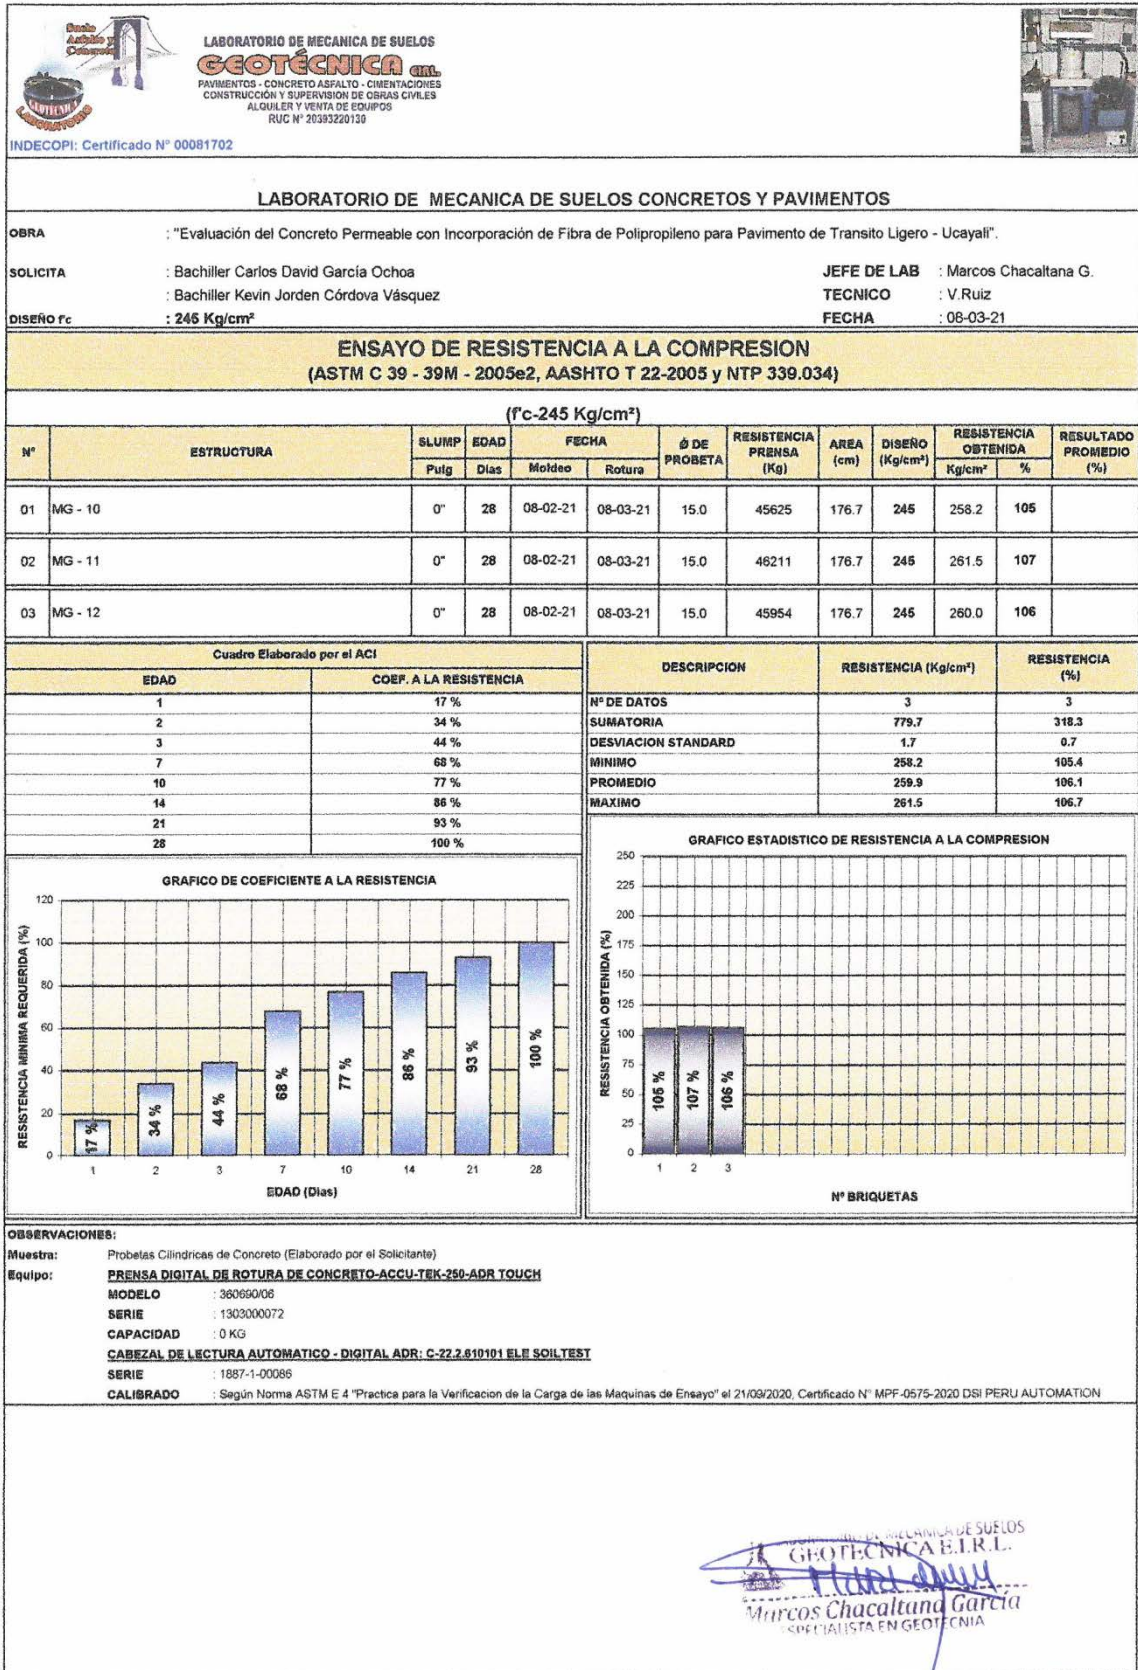 Suelo
Asfalto y
Concreto
GEOTECNICA
LABORATORIO
LABORATORIO DE MECANICA DE SUELOS
GEOTÉCNICA EIRL.
PAVIMENTOS - CONCRETO ASFALTO - CIMENTACIONES
CONSTRUCCIÓN Y SUPERVISION DE OBRAS CIVILES
ALQUILER Y VENTA DE EQUIPOS
RUC N° 20393220130
INDECOPI: Certificado N° 00081702
LABORATORIO DE MECANICA DE SUELOS CONCRETOS Y PAVIMENTOS
OBRA : "Evaluación del Concreto Permeable con Incorporación de Fibra de Polipropileno para Pavimento de Transito Ligero - Ucayali".
SOLICITA : Bachiller Carlos David García Ochoa JEFE DE LAB : Marcos Chacaltana G.
: Bachiller Kevin Jorden Córdova Vásquez TECNICO : V.Ruiz
DISEÑO f'c : 245 Kg/cm² FECHA : 08-03-21
ENSAYO DE RESISTENCIA A LA COMPRESION
(ASTM C 39 - 39M - 2005e2, AASHTO T 22-2005 y NTP 339.034)
(f'c-245 Kg/cm²)
N° ESTRUCTURA SLUMP EDAD FECHA Ø DE PROBETA RESISTENCIA PRENSA (Kg) AREA (cm) DISEÑO (Kg/cm²) RESISTENCIA OBTENIDA RESULTADO PROMEDIO (%)
Pulg Dias Moldeo Rotura Kg/cm² %
01 MG - 10 0" 28 08-02-21 08-03-21 15.0 45625 176.7 245 258.2 105
02 MG - 11 0" 28 08-02-21 08-03-21 15.0 46211 176.7 245 261.5 107
03 MG - 12 0" 28 08-02-21 08-03-21 15.0 45954 176.7 245 260.0 106
Cuadro Elaborado por el ACI
EDAD COEF. A LA RESISTENCIA
1 17 %
2 34 %
3 44 %
7 68 %
10 77 %
14 86 %
21 93 %
28 100 %
DESCRIPCION RESISTENCIA (Kg/cm²) RESISTENCIA (%)
N° DE DATOS 3 3
SUMATORIA 779.7 318.3
DESVIACION STANDARD 1.7 0.7
MINIMO 258.2 105.4
PROMEDIO 259.9 106.1
MAXIMO 261.5 106.7
GRAFICO DE COEFICIENTE A LA RESISTENCIA
RESISTENCIA MINIMA REQUERIDA (%)
120
100
80
60
40
20
0
17 % 34 % 44 % 68 % 77 % 86 % 93 % 100 %
1 2 3 7 10 14 21 28
EDAD (Dias)
GRAFICO ESTADISTICO DE RESISTENCIA A LA COMPRESION
RESISTENCIA OBTENIDA (%)
250
225
200
175
150
125
100
75
50
25
0
105 % 107 % 106 %
1 2 3
N° BRIQUETAS
OBSERVACIONES:
Muestra: Probetas Cilindricas de Concreto (Elaborado por el Solicitante)
Equipo: PRENSA DIGITAL DE ROTURA DE CONCRETO-ACCU-TEK-250-ADR TOUCH
MODELO : 360690/06
SERIE : 1303000072
CAPACIDAD : 0 KG
CABEZAL DE LECTURA AUTOMATICO - DIGITAL ADR: C-22.2.610101 ELE SOILTEST
SERIE : 1887-1-00086
CALIBRADO : Según Norma ASTM E 4 "Practica para la Verificacion de la Carga de las Maquinas de Ensayo" el 21/09/2020, Certificado N° MPF-0575-2020 DSI PERU AUTOMATION
LABORATORIO DE MECANICA DE SUELOS
GEOTECNICA E.I.R.L.
Marcos Chacaltana García
ESPECIALISTA EN GEOTECNIA